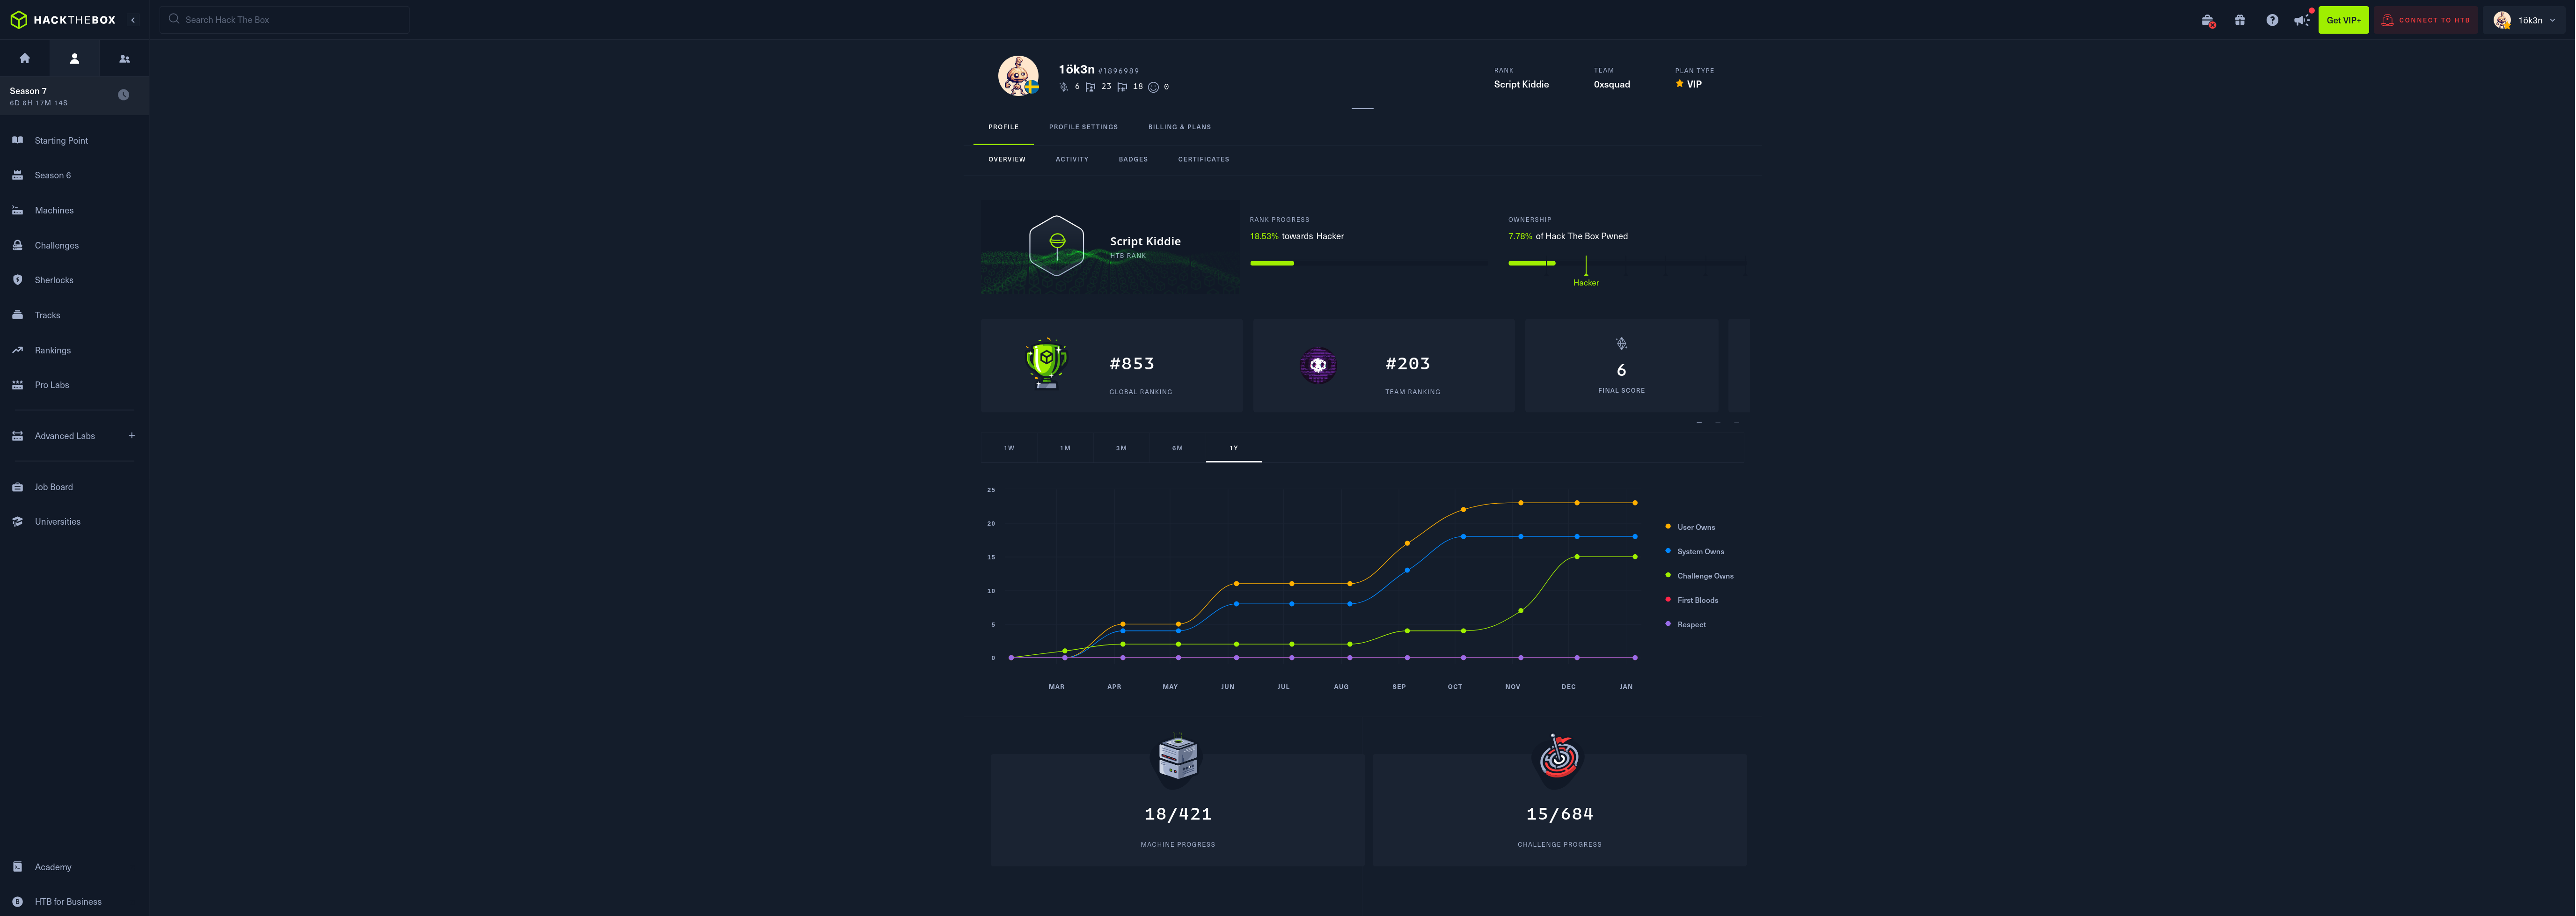 HACKTHEBOX
Search Hack The Box
Get VIP+
CONNECT TO HTB
1ök3n
Season 7
6D 6H 17M 14S
Starting Point
Season 6
Machines
Challenges
Sherlocks
Tracks
Rankings
Pro Labs
Advanced Labs +
Job Board
Universities
Academy
HTB for Business
1ök3n #1896989
6 23 18 0
RANK
Script Kiddie
TEAM
0xsquad
PLAN TYPE
VIP
PROFILE PROFILE SETTINGS BILLING & PLANS
OVERVIEW ACTIVITY BADGES CERTIFICATES
Script Kiddie
HTB RANK
RANK PROGRESS
18.53% towards Hacker
OWNERSHIP
7.78% of Hack The Box Pwned
Hacker
#853
GLOBAL RANKING
#203
TEAM RANKING
6
FINAL SCORE
1W 1M 3M 6M 1Y
25
20
15
10
5
0
MAR APR MAY JUN JUL AUG SEP OCT NOV DEC JAN
User Owns
System Owns
Challenge Owns
First Bloods
Respect
18/421
MACHINE PROGRESS
15/684
CHALLENGE PROGRESS